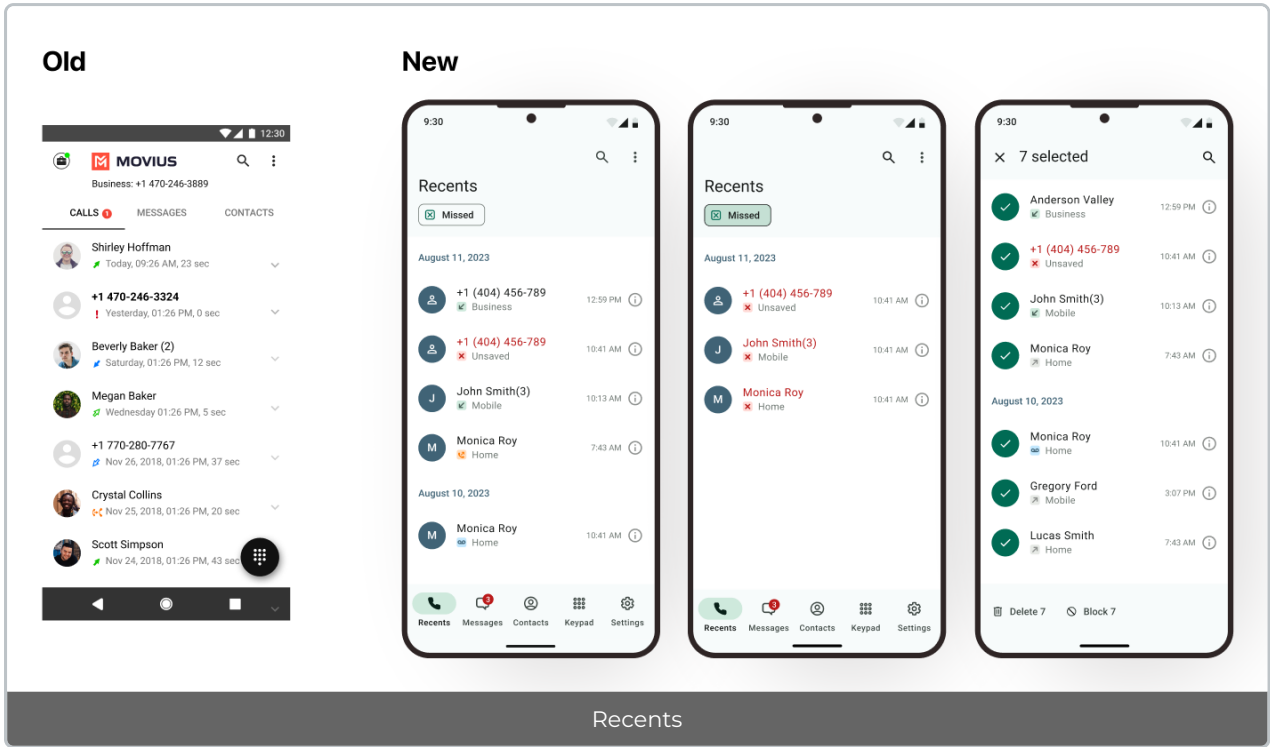 Old
New
12:30
MOVIUS
Business: +1 470-246-3889
CALLS 1 MESSAGES CONTACTS
Shirley Hoffman
Today, 09:26 AM, 23 sec
+1 470-246-3324
! Yesterday, 01:26 PM, 0 sec
Beverly Baker (2)
Saturday, 01:26 PM, 12 sec
Megan Baker
Wednesday 01:26 PM, 5 sec
+1 770-280-7767
Nov 26, 2018, 01:26 PM, 37 sec
Crystal Collins
Nov 25, 2018, 01:26 PM, 20 sec
Scott Simpson
Nov 24, 2018, 01:26 PM, 43 sec
9:30
Recents
Missed
August 11, 2023
+1 (404) 456-789
Business
12:59 PM
+1 (404) 456-789
Unsaved
10:41 AM
J
John Smith(3)
Mobile
10:13 AM
M
Monica Roy
Home
7:43 AM
August 10, 2023
M
Monica Roy
Home
10:41 AM
3
Recents Messages Contacts Keypad Settings
9:30
Recents
Missed
August 11, 2023
+1 (404) 456-789
Unsaved
10:41 AM
J
John Smith(3)
Mobile
10:41 AM
M
Monica Roy
Home
10:41 AM
3
Recents Messages Contacts Keypad Settings
9:30
7 selected
Anderson Valley
Business
12:59 PM
+1 (404) 456-789
Unsaved
10:41 AM
John Smith(3)
Mobile
10:13 AM
Monica Roy
Home
7:43 AM
August 10, 2023
Monica Roy
Home
10:41 AM
Gregory Ford
Mobile
3:07 PM
Lucas Smith
Home
7:43 AM
Delete 7 Block 7
Recents